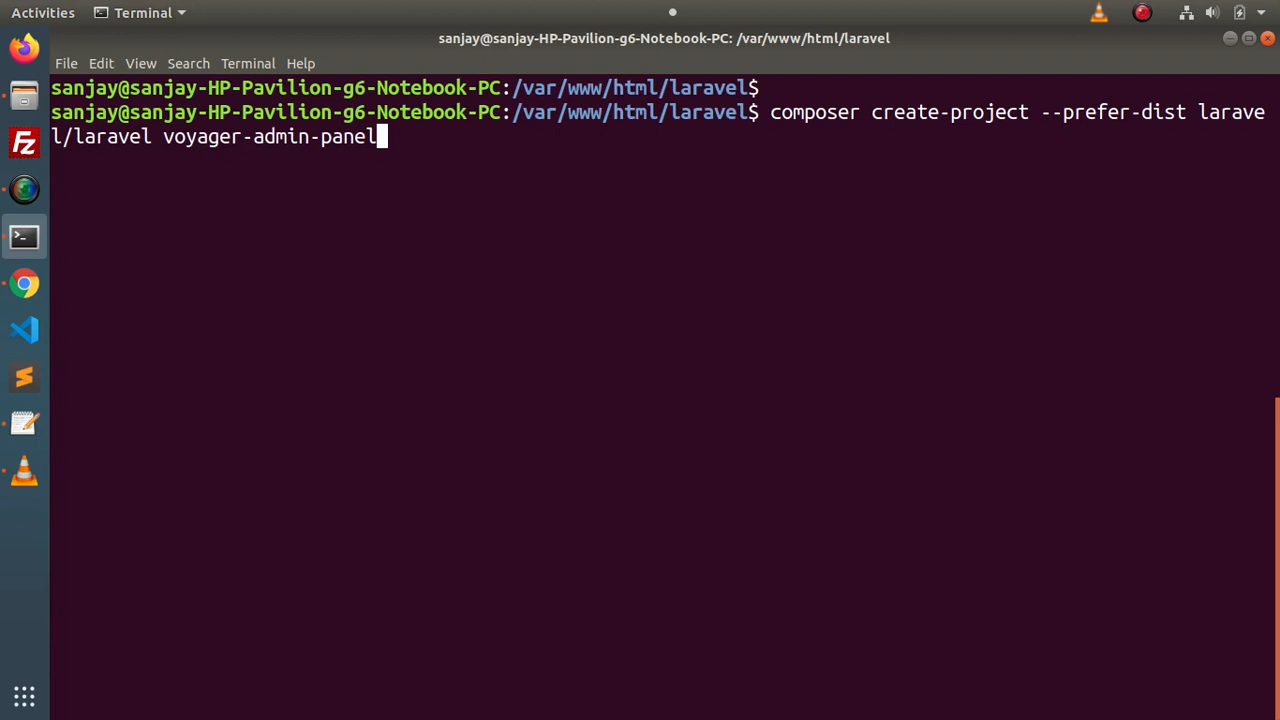 Activities Terminal
sanjay@sanjay-HP-Pavilion-g6-Notebook-PC: /var/www/html/laravel
File Edit View Search Terminal Help
sanjay@sanjay-HP-Pavilion-g6-Notebook-PC:/var/www/html/laravel$
sanjay@sanjay-HP-Pavilion-g6-Notebook-PC:/var/www/html/laravel$ composer create-project --prefer-dist larave
l/laravel voyager-admin-panel